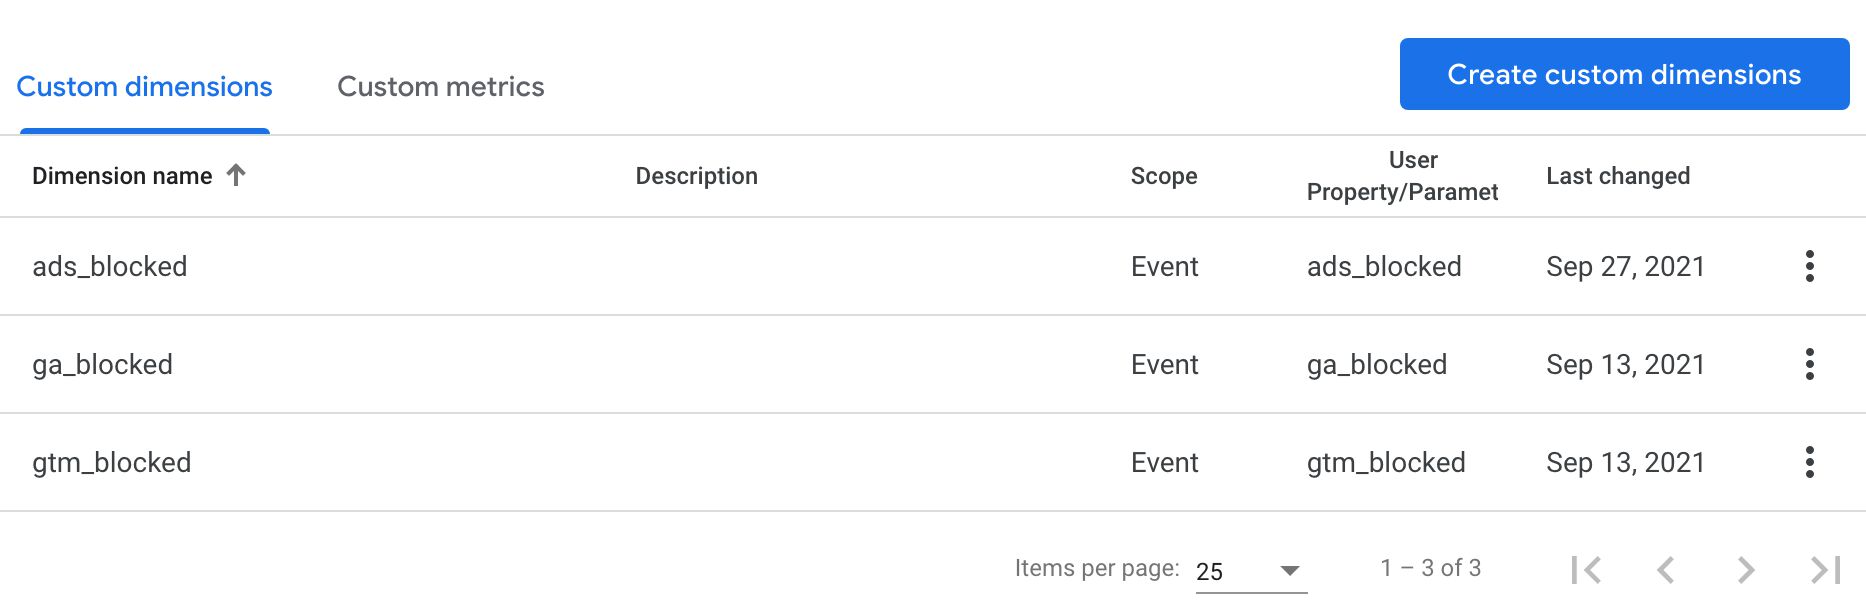 Custom dimensions Custom metrics Create custom dimensions
Dimension name Description Scope User Property/Paramet Last changed
ads_blocked Event ads_blocked Sep 27, 2021
ga_blocked Event ga_blocked Sep 13, 2021
gtm_blocked Event gtm_blocked Sep 13, 2021
Items per page: 25 1 – 3 of 3